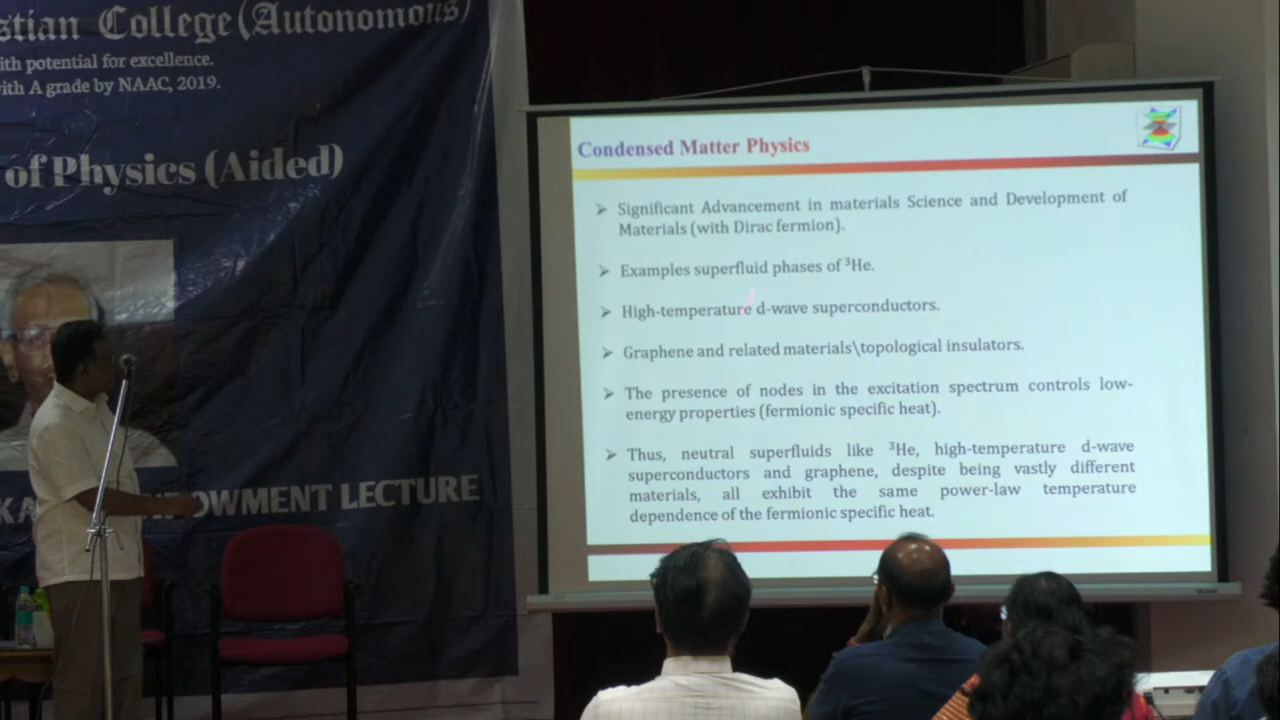 stian College (Autonomous)
ith potential for excellence.
with A grade by NAAC, 2019.
of Physics (Aided)
OWMENT LECTURE
Condensed Matter Physics
➢ Significant Advancement in materials Science and Development of
Materials (with Dirac fermion).
➢ Examples superfluid phases of ³He.
➢ High-temperature d-wave superconductors.
➢ Graphene and related materials\topological insulators.
➢ The presence of nodes in the excitation spectrum controls low-
energy properties (fermionic specific heat).
➢ Thus, neutral superfluids like ³He, high-temperature d-wave
superconductors and graphene, despite being vastly different
materials, all exhibit the same power-law temperature
dependence of the fermionic specific heat.